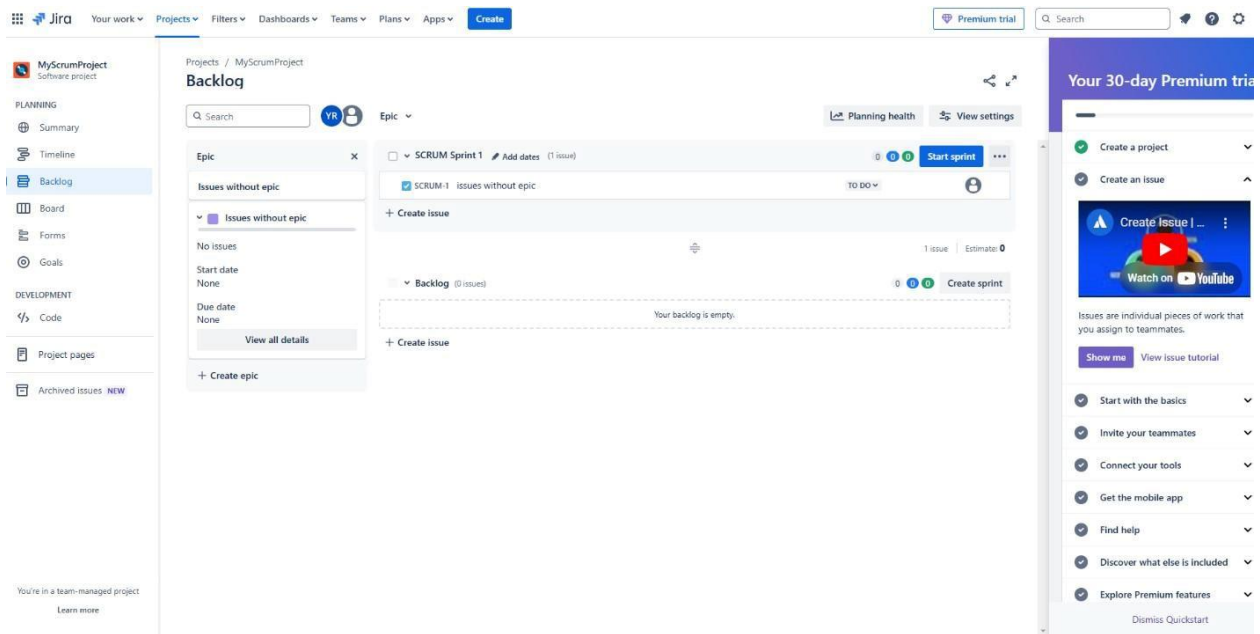 Jira Your work Projects Filters Dashboards Teams Plans Apps Create Premium trial Search
MyScrumProject
Software project
PLANNING
Summary
Timeline
Backlog
Board
Forms
Goals
DEVELOPMENT
Code
Project pages
Archived issues NEW
You're in a team-managed project
Learn more
Projects / MyScrumProject
Backlog
Search YR Epic Planning health View settings
Epic
Issues without epic
Issues without epic
No issues
Start date
None
Due date
None
View all details
+ Create epic
SCRUM Sprint 1 Add dates (1 issue) 0 0 0 Start sprint
SCRUM-1 issues without epic TO DO
+ Create issue
1 issue Estimate: 0
Backlog (0 issues) 0 0 0 Create sprint
Your backlog is empty.
+ Create issue
Your 30-day Premium tria
Create a project
Create an issue
Create Issue | ...
Watch on YouTube
Issues are individual pieces of work that
you assign to teammates.
Show me View issue tutorial
Start with the basics
Invite your teammates
Connect your tools
Get the mobile app
Find help
Discover what else is included
Explore Premium features
Dismiss Quickstart